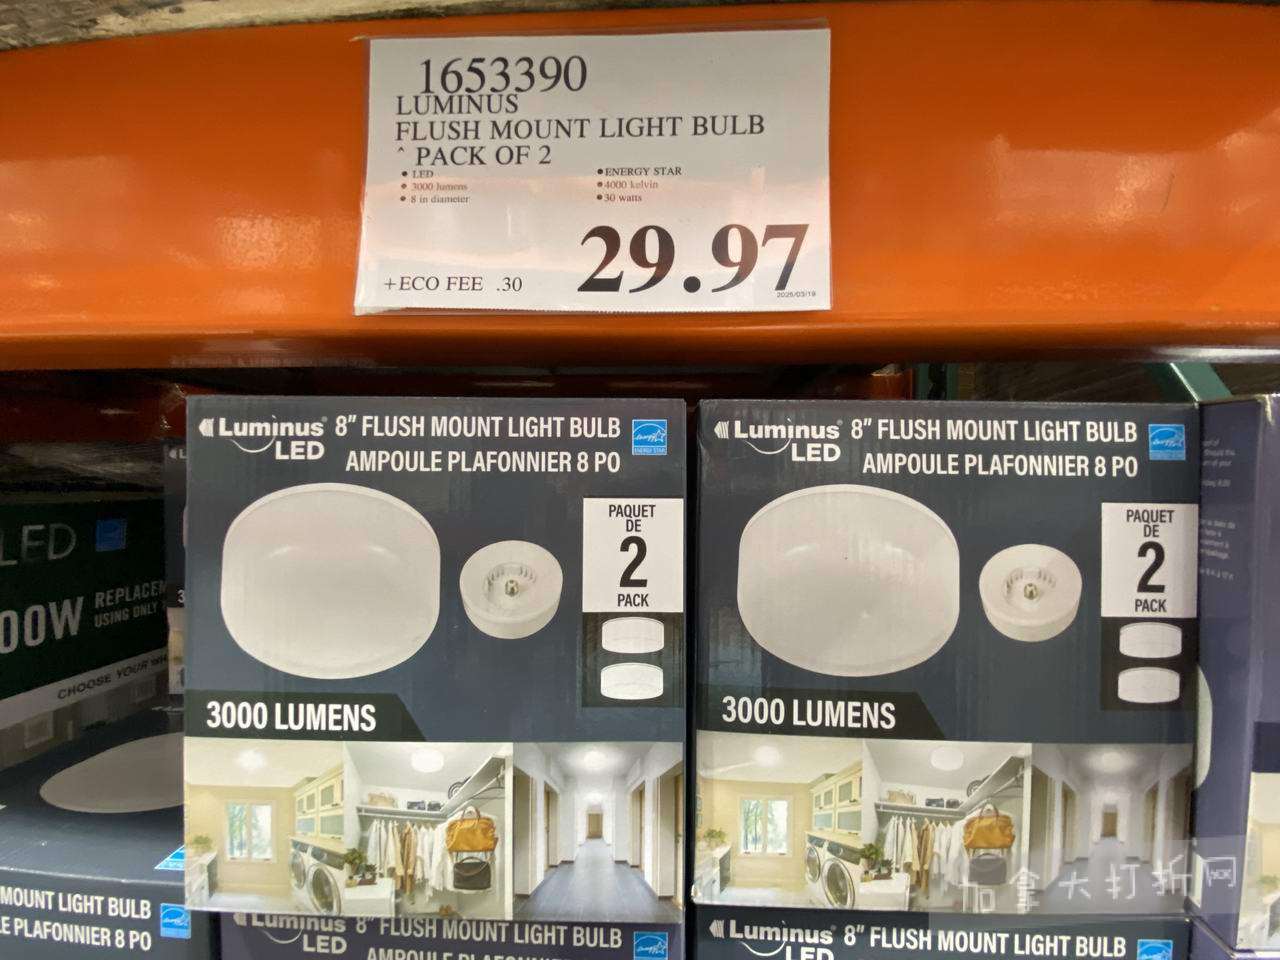 1653390
LUMINUS
FLUSH MOUNT LIGHT BULB
^ PACK OF 2
• LED
• 3000 lumens
• 8 in diameter
• ENERGY STAR
• 4000 kelvin
• 30 watts
29.97
+ECO FEE .30
Luminus LED
8" FLUSH MOUNT LIGHT BULB
AMPOULE PLAFONNIER 8 PO
ENERGY STAR
PAQUET
DE
2
PACK
3000 LUMENS
Luminus LED
8" FLUSH MOUNT LIGHT BULB
AMPOULE PLAFONNIER 8 PO
PAQUET
DE
2
PACK
3000 LUMENS
LED
00W
REPLACEM
USING ONLY
CHOOSE YOUR WH
MOUNT LIGHT BULB
LE PLAFONNIER 8 PO
Luminus LED
8" FLUSH MOUNT LIGHT BULB
AMPOULE PLAFONNIER 8 PO
Luminus LED
8" FLUSH MOUNT LIGHT BULB
加拿大打折网